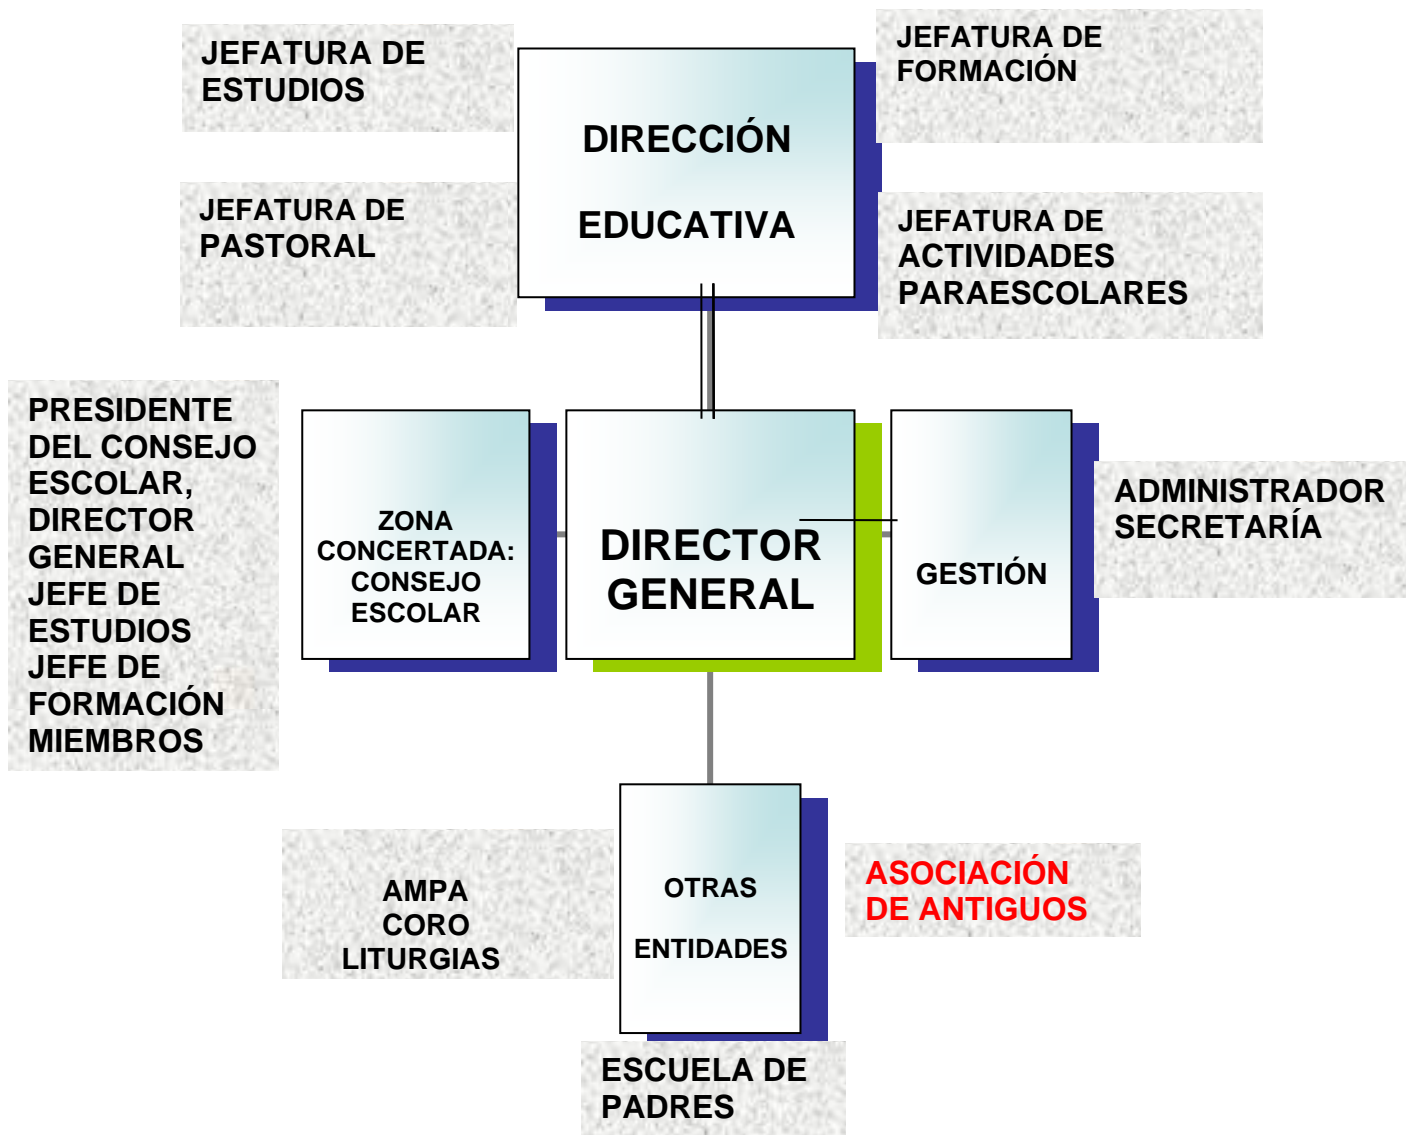 JEFATURA DE
ESTUDIOS
JEFATURA DE
FORMACIÓN
DIRECCIÓN
EDUCATIVA
JEFATURA DE
PASTORAL
JEFATURA DE
ACTIVIDADES
PARAESCOLARES
PRESIDENTE
DEL CONSEJO
ESCOLAR,
DIRECTOR
GENERAL
JEFE DE
ESTUDIOS
JEFE DE
FORMACIÓN
MIEMBROS
ZONA
CONCERTADA:
CONSEJO
ESCOLAR
DIRECTOR
GENERAL
GESTIÓN
ADMINISTRADOR
SECRETARÍA
AMPA
CORO
LITURGIAS
OTRAS
ENTIDADES
ASOCIACIÓN
DE ANTIGUOS
ESCUELA DE
PADRES